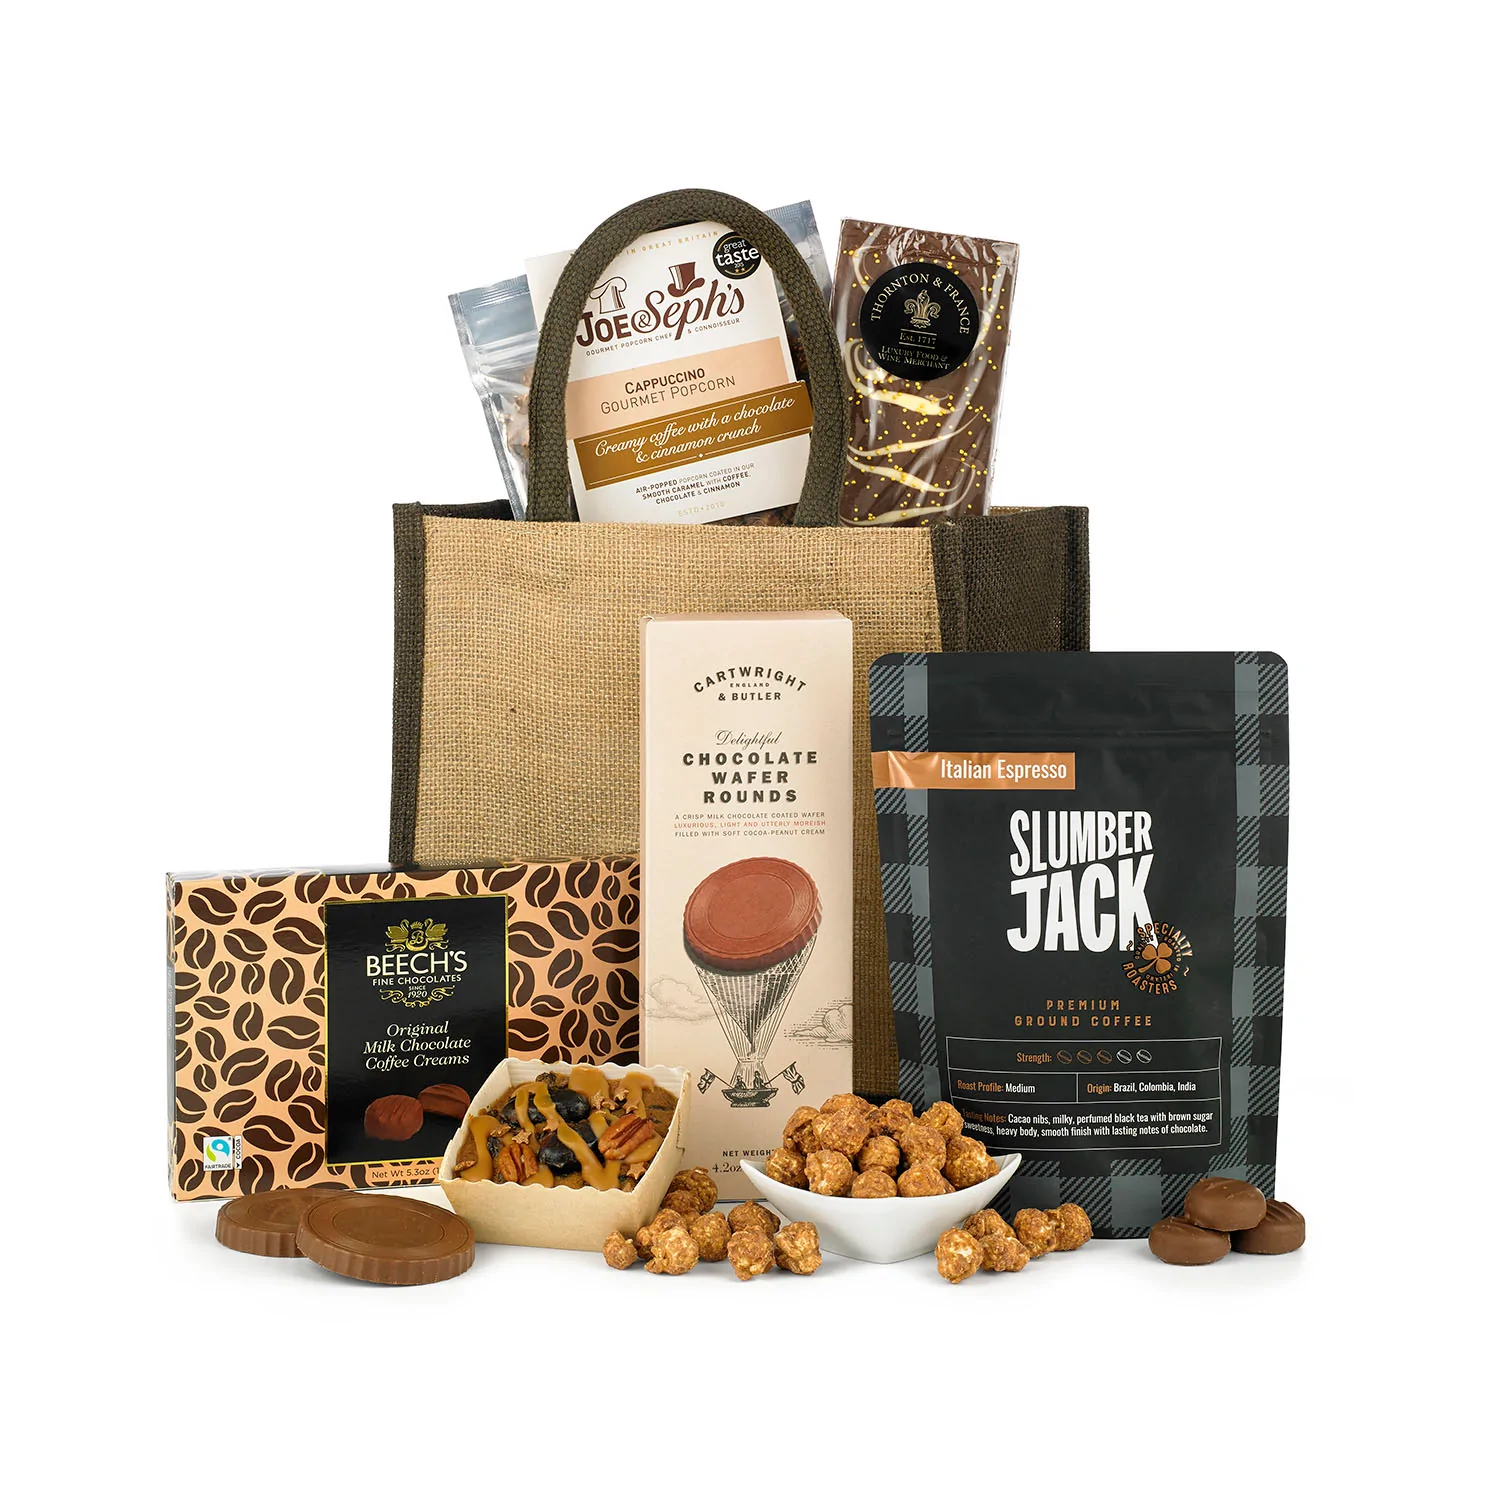 IN GREAT BRITAIN
great
taste
2015
JOE & Seph's
GOURMET POPCORN CHEF & CONNOISSEUR
CAPPUCCINO
GOURMET POPCORN
Creamy coffee with a chocolate
& cinnamon crunch
AIR-POPPED POPCORN COATED IN OUR
SMOOTH CARAMEL WITH COFFEE,
CHOCOLATE & CINNAMON
ESTD • 2010
THORNTON & FRANCE
EST. 1717
LUXURY FOOD &
WINE MERCHANT
CARTWRIGHT
ENGLAND
& BUTLER
Delightful
CHOCOLATE
WAFER
ROUNDS
A CRISP MILK CHOCOLATE COATED WAFER
LUXURIOUS, LIGHT AND UTTERLY MOREISH
FILLED WITH SOFT COCOA-PEANUT CREAM
NET WEIGHT
4.2oz
Italian Espresso
SLUMBER
JACK
SPECIALTY
ROASTERS
PREMIUM
GROUND COFFEE
Strength:
Roast Profile: Medium
Origin: Brazil, Colombia, India
Tasting Notes: Cacao nibs, milky, perfumed black tea with brown sugar
sweetness, heavy body, smooth finish with lasting notes of chocolate.
B
BEECH'S
FINE CHOCOLATES
SINCE
1920
Original
Milk Chocolate
Coffee Creams
FAIRTRADE
COCOA
Net Wt 5.3oz